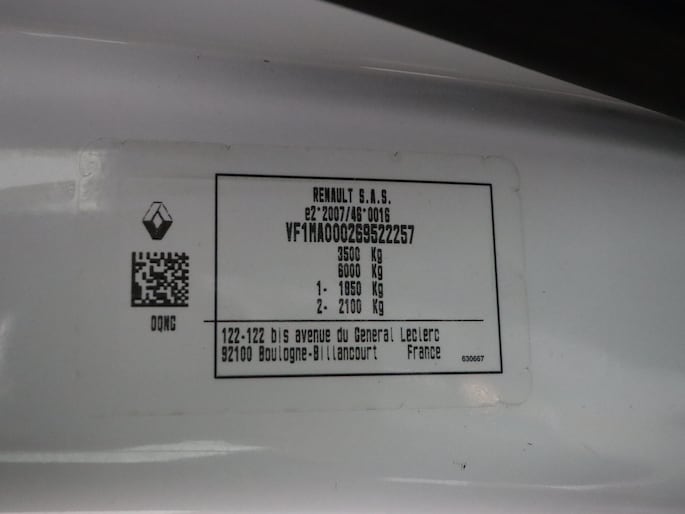 RENAULT S.A.S.
e2*2007/46*0016
VF1MA000269522257
3500 Kg
6000 Kg
1- 1850 Kg
2- 2100 Kg
DQNG
122-122 bis avenue du General Leclerc
92100 Boulogne-Billancourt France
630667